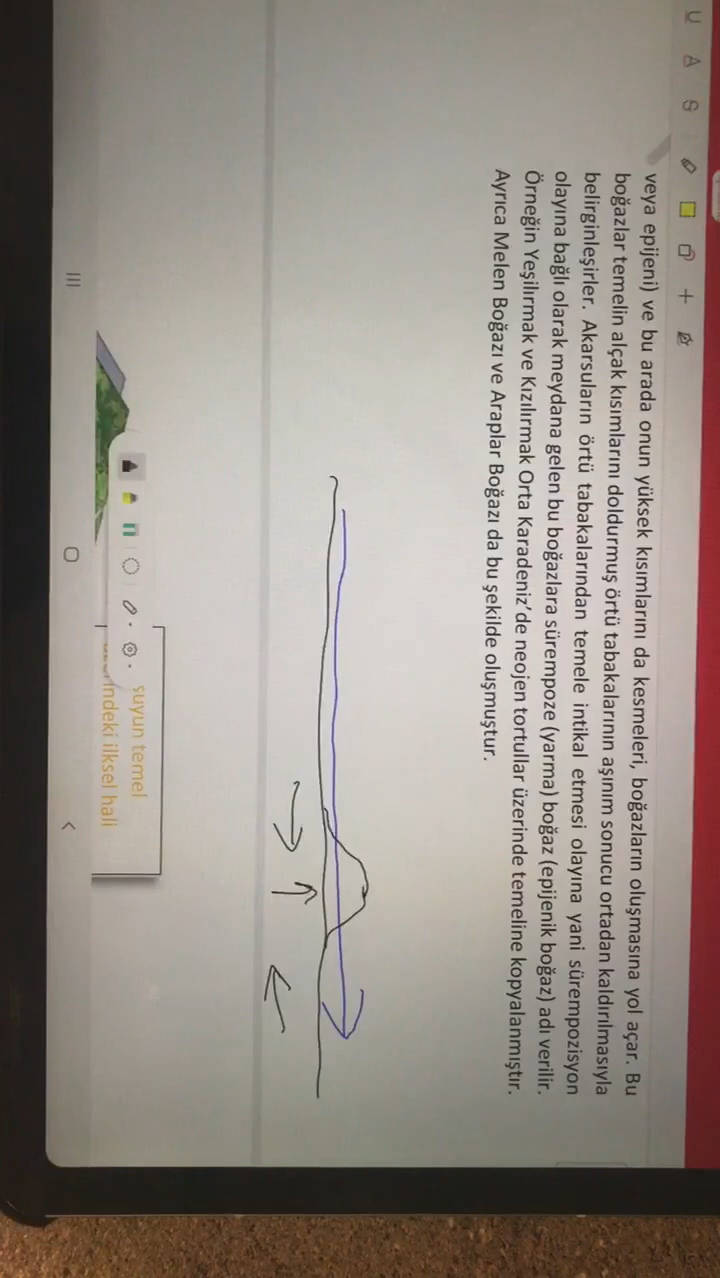 U A S
veya epijeni) ve bu arada onun yüksek kısımlarını da kesmeleri, boğazların oluşmasına yol açar. Bu
boğazlar temelin alçak kısımlarını doldurmuş örtü tabakalarının aşınım sonucu ortadan kaldırılmasıyla
belirginleşirler. Akarsuların örtü tabakalarından temele intikal etmesi olayına yani sürempozisyon
olayına bağlı olarak meydana gelen bu boğazlara sürempoze (yarma) boğaz (epijenik boğaz) adı verilir.
Örneğin Yeşilırmak ve Kızılırmak Orta Karadeniz’de neojen tortullar üzerinde temeline kopyalanmıştır.
Ayrıca Melen Boğazı ve Araplar Boğazı da bu şekilde oluşmuştur.
suyun temel
ilksel hali